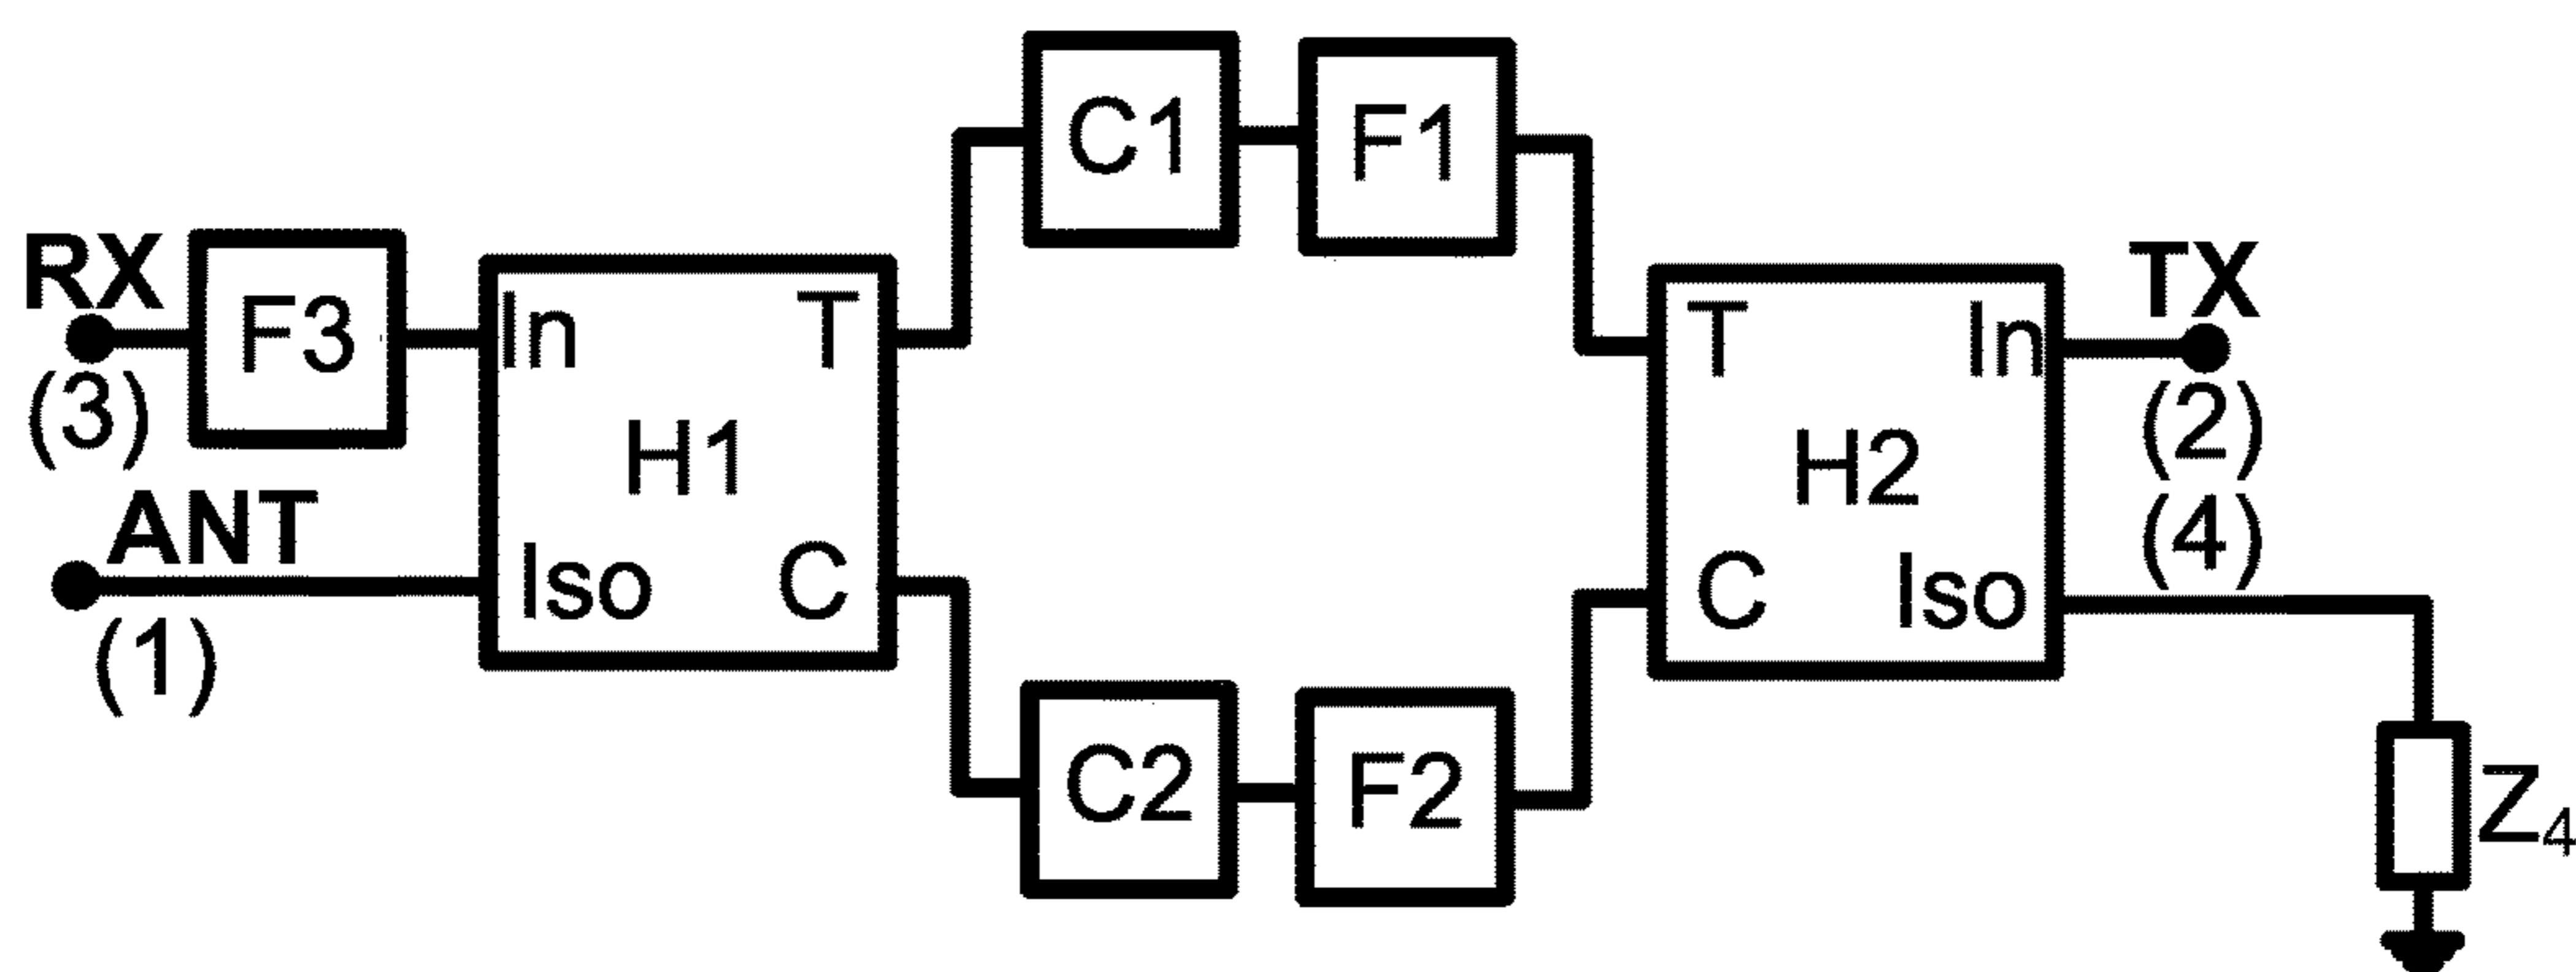 C1
F1
RX
F3
In
T
T
In
TX
(3)
H1
H2
(2)
ANT
(4)
Iso
C
C
Iso
(1)
C2
F2
Z4